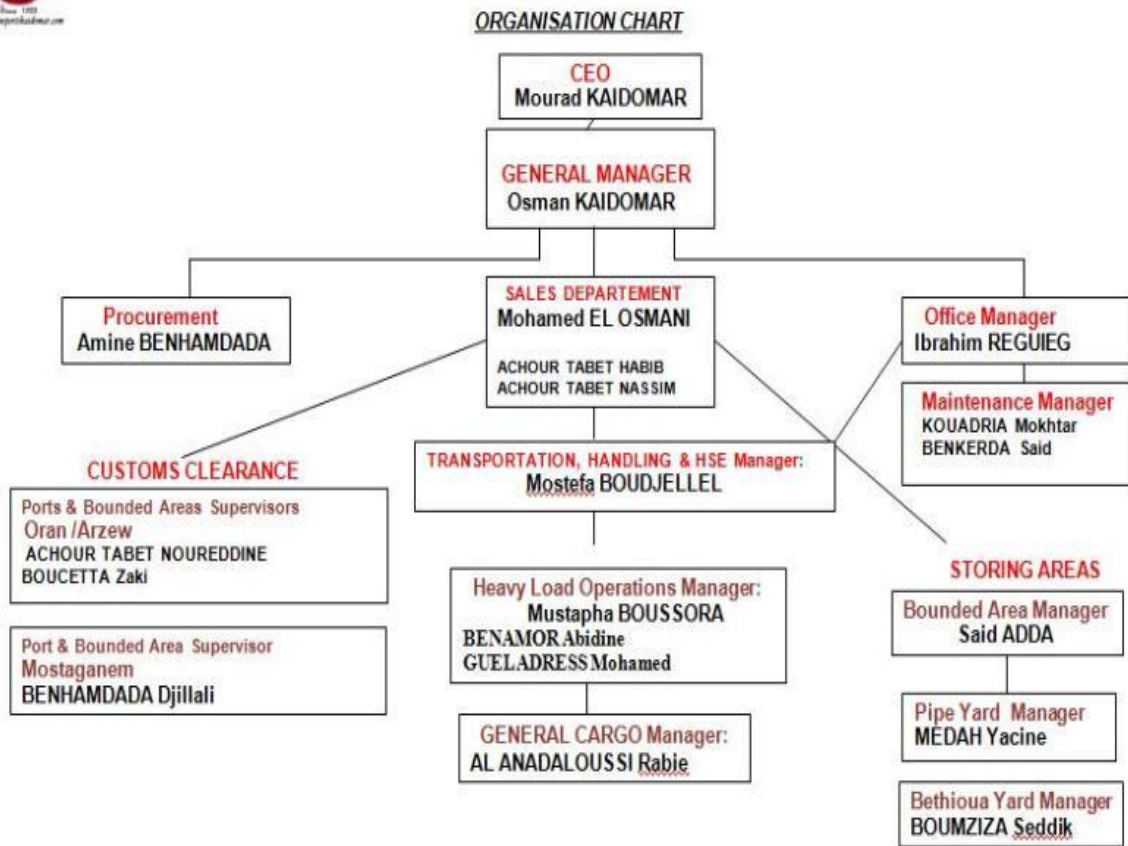 Since 1922
ORGANISATION CHART
CEO
Mourad KAIDOMAR
GENERAL MANAGER
Osman KAIDOMAR
Procurement
Amine BENHAMDADA
SALES DEPARTEMENT
Mohamed EL OSMANI
ACHOUR TABET HABIB
ACHOUR TABET NASSIM
Office Manager
Ibrahim REGUIEG
Maintenance Manager
KOUADRIA Mokhtar
BENKERDA Said
CUSTOMS CLEARANCE
Ports & Bounded Areas Supervisors
Oran /Arzew
ACHOUR TABET NOUREDDINE
BOUCETTA Zaki
Port & Bounded Area Supervisor
Mostaganem
BENHAMDADA Djillali
TRANSPORTATION, HANDLING & HSE Manager:
Mostefa BOUDJELLEL
Heavy Load Operations Manager:
Mustapha BOUSSORA
BENAMOR Abidine
GUELADRESS Mohamed
GENERAL CARGO Manager:
AL ANADALOUSSI Rabie
STORING AREAS
Bounded Area Manager
Said ADDA
Pipe Yard Manager
MEDAH Yacine
Bethioua Yard Manager
BOUMZIZA Seddik